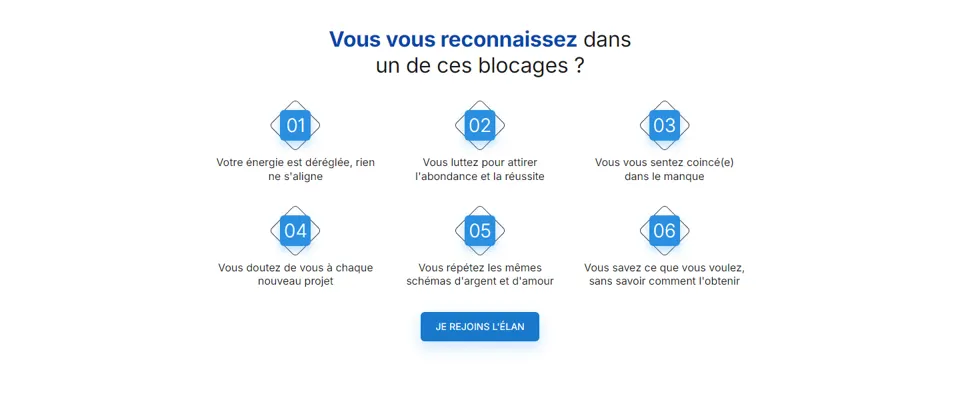 Vous vous reconnaissez dans
un de ces blocages ?
01
Votre énergie est déréglée, rien
ne s'aligne
02
Vous luttez pour attirer
l'abondance et la réussite
03
Vous vous sentez coincé(e)
dans le manque
04
Vous doutez de vous à chaque
nouveau projet
05
Vous répétez les mêmes
schémas d'argent et d'amour
06
Vous savez ce que vous voulez,
sans savoir comment l'obtenir
JE REJOINS L'ÉLAN